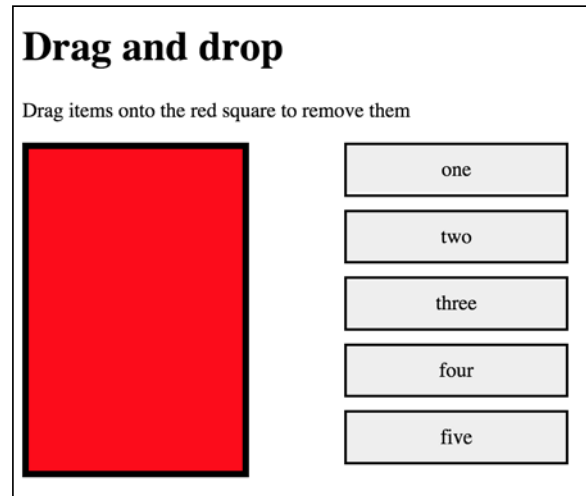 Drag and drop
Drag items onto the red square to remove them
one
two
three
four
five